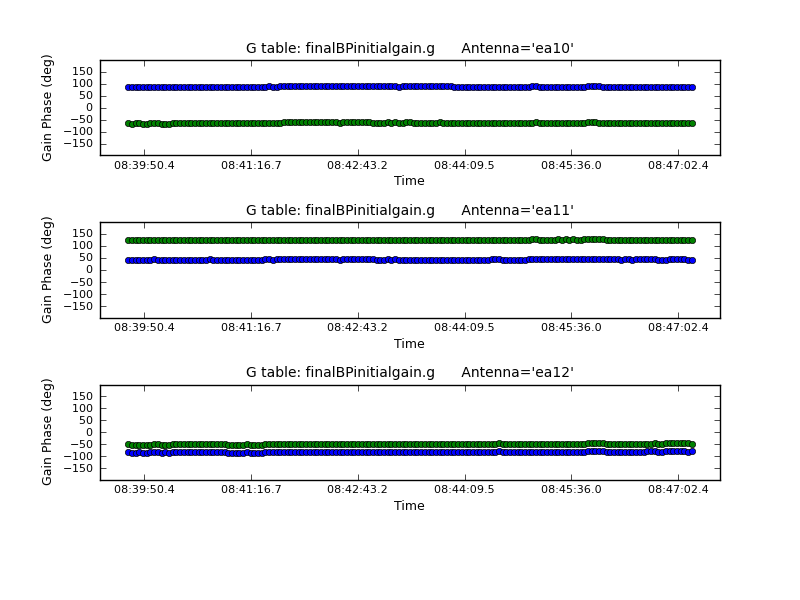 G table: finalBPinitialgain.g Antenna='ea10'
Gain Phase (deg)
150
100
50
0
−50
−100
−150
08:39:50.4 08:41:16.7 08:42:43.2 08:44:09.5 08:45:36.0 08:47:02.4
Time
G table: finalBPinitialgain.g Antenna='ea11'
Gain Phase (deg)
150
100
50
0
−50
−100
−150
08:39:50.4 08:41:16.7 08:42:43.2 08:44:09.5 08:45:36.0 08:47:02.4
Time
G table: finalBPinitialgain.g Antenna='ea12'
Gain Phase (deg)
150
100
50
0
−50
−100
−150
08:39:50.4 08:41:16.7 08:42:43.2 08:44:09.5 08:45:36.0 08:47:02.4
Time